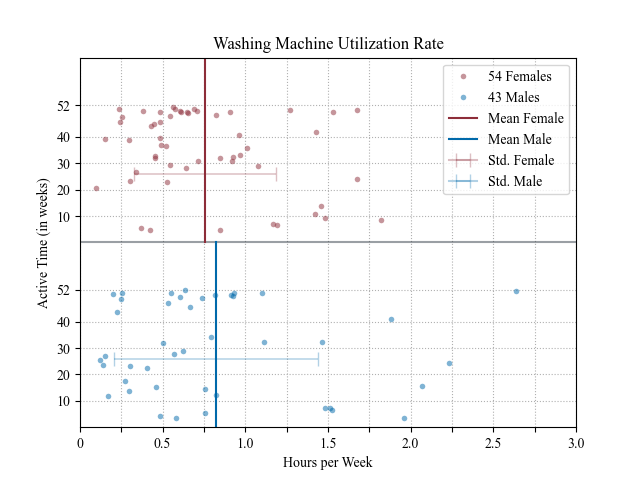 Washing Machine Utilization Rate
54 Females
43 Males
Mean Female
Mean Male
Std. Female
Std. Male
Active Time (in weeks)
52
40
30
20
10
52
40
30
20
10
0 0.5 1.0 1.5 2.0 2.5 3.0
Hours per Week